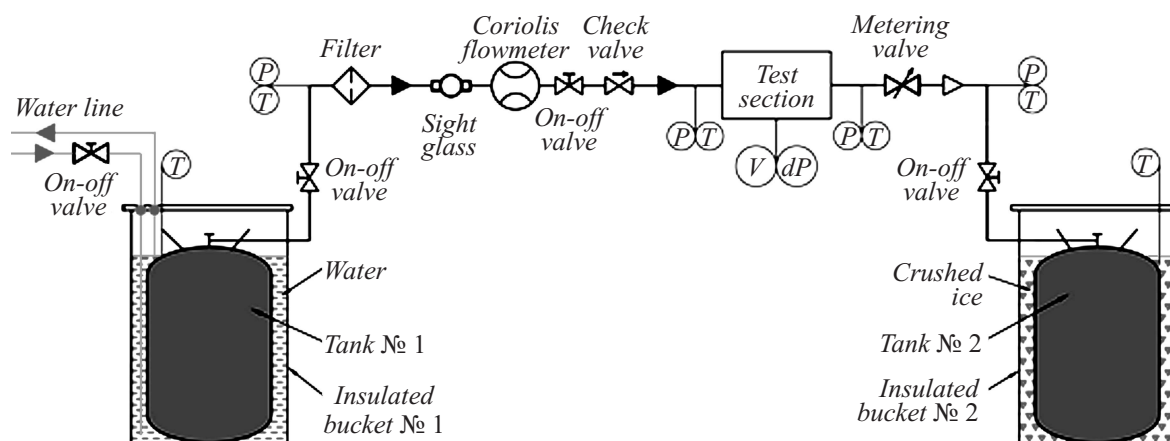 Water line
On-off
valve
T
P
T
Filter
Sight
glass
Coriolis
flowmeter
On-off
valve
Check
valve
P T
Test
section
V dP
P T
Metering
valve
P
T
On-off
valve
On-off
valve
T
Water
Tank № 1
Insulated
bucket № 1
Crushed
ice
Tank № 2
Insulated
bucket № 2